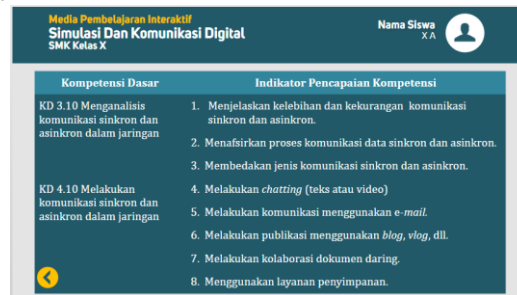 Media Pembelajaran Interaktif
Simulasi Dan Komunikasi Digital
SMK Kelas X
Nama Siswa
X A
Kompetensi Dasar
Indikator Pencapaian Kompetensi
KD 3.10 Menganalisis
komunikasi sinkron dan
asinkron dalam jaringan
1. Menjelaskan kelebihan dan kekurangan komunikasi
sinkron dan asinkron.
2. Menafsirkan proses komunikasi data sinkron dan asinkron.
3. Membedakan jenis komunikasi sinkron dan asinkron.
KD 4.10 Melakukan
komunikasi sinkron dan
asinkron dalam jaringan
4. Melakukan chatting (teks atau video)
5. Melakukan komunikasi menggunakan e-mail.
6. Melakukan publikasi menggunakan blog, vlog, dll.
7. Melakukan kolaborasi dokumen daring.
8. Menggunakan layanan penyimpanan.